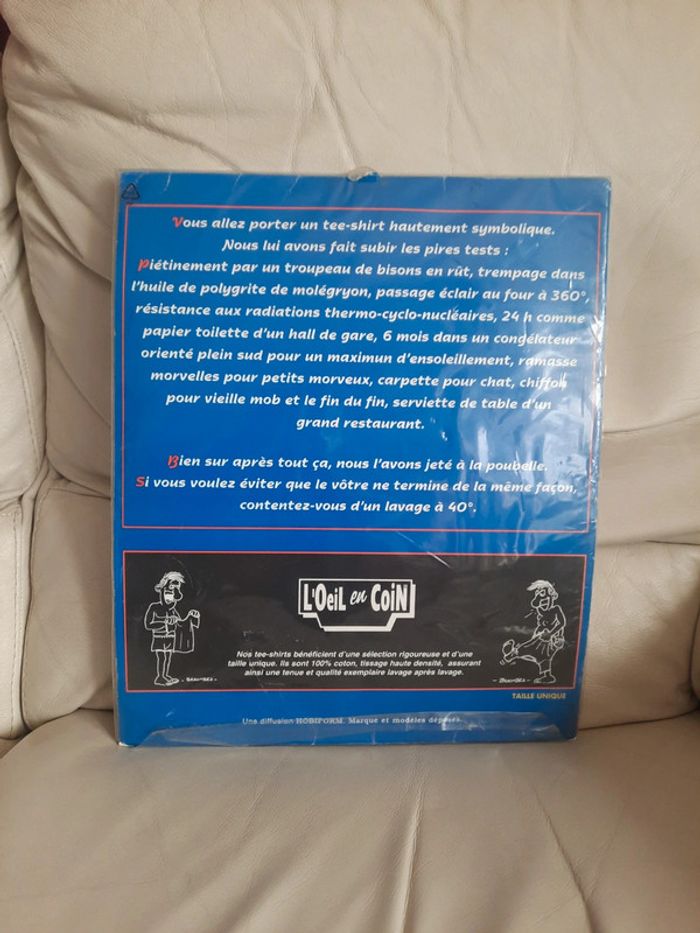 Vous allez porter un tee-shirt hautement symbolique.
Nous lui avons fait subir les pires tests :
Piétinement par un troupeau de bisons en rût, trempage dans
l'huile de polygrite de molégryon, passage éclair au four à 360°,
résistance aux radiations thermo-cyclo-nucléaires, 24 h comme
papier toilette d'un hall de gare, 6 mois dans un congélateur
orienté plein sud pour un maximun d'ensoleillement, ramasse
morvelles pour petits morveux, carpette pour chat, chiffon
pour vieille mob et le fin du fin, serviette de table d'un
grand restaurant.
Bien sur après tout ça, nous l'avons jeté à la poubelle.
Si vous voulez éviter que le vôtre ne termine de la même façon,
contentez-vous d'un lavage à 40°.
L'OEiL en COiN
Nos tee-shirts bénéficient d'une sélection rigoureuse et d'une
taille unique. Ils sont 100% coton, tissage haute densité, assurant
ainsi une tenue et qualité exemplaire lavage après lavage.
TAILLE UNIQUE
Une diffusion HOBIFORM. Marque et modèles déposés.